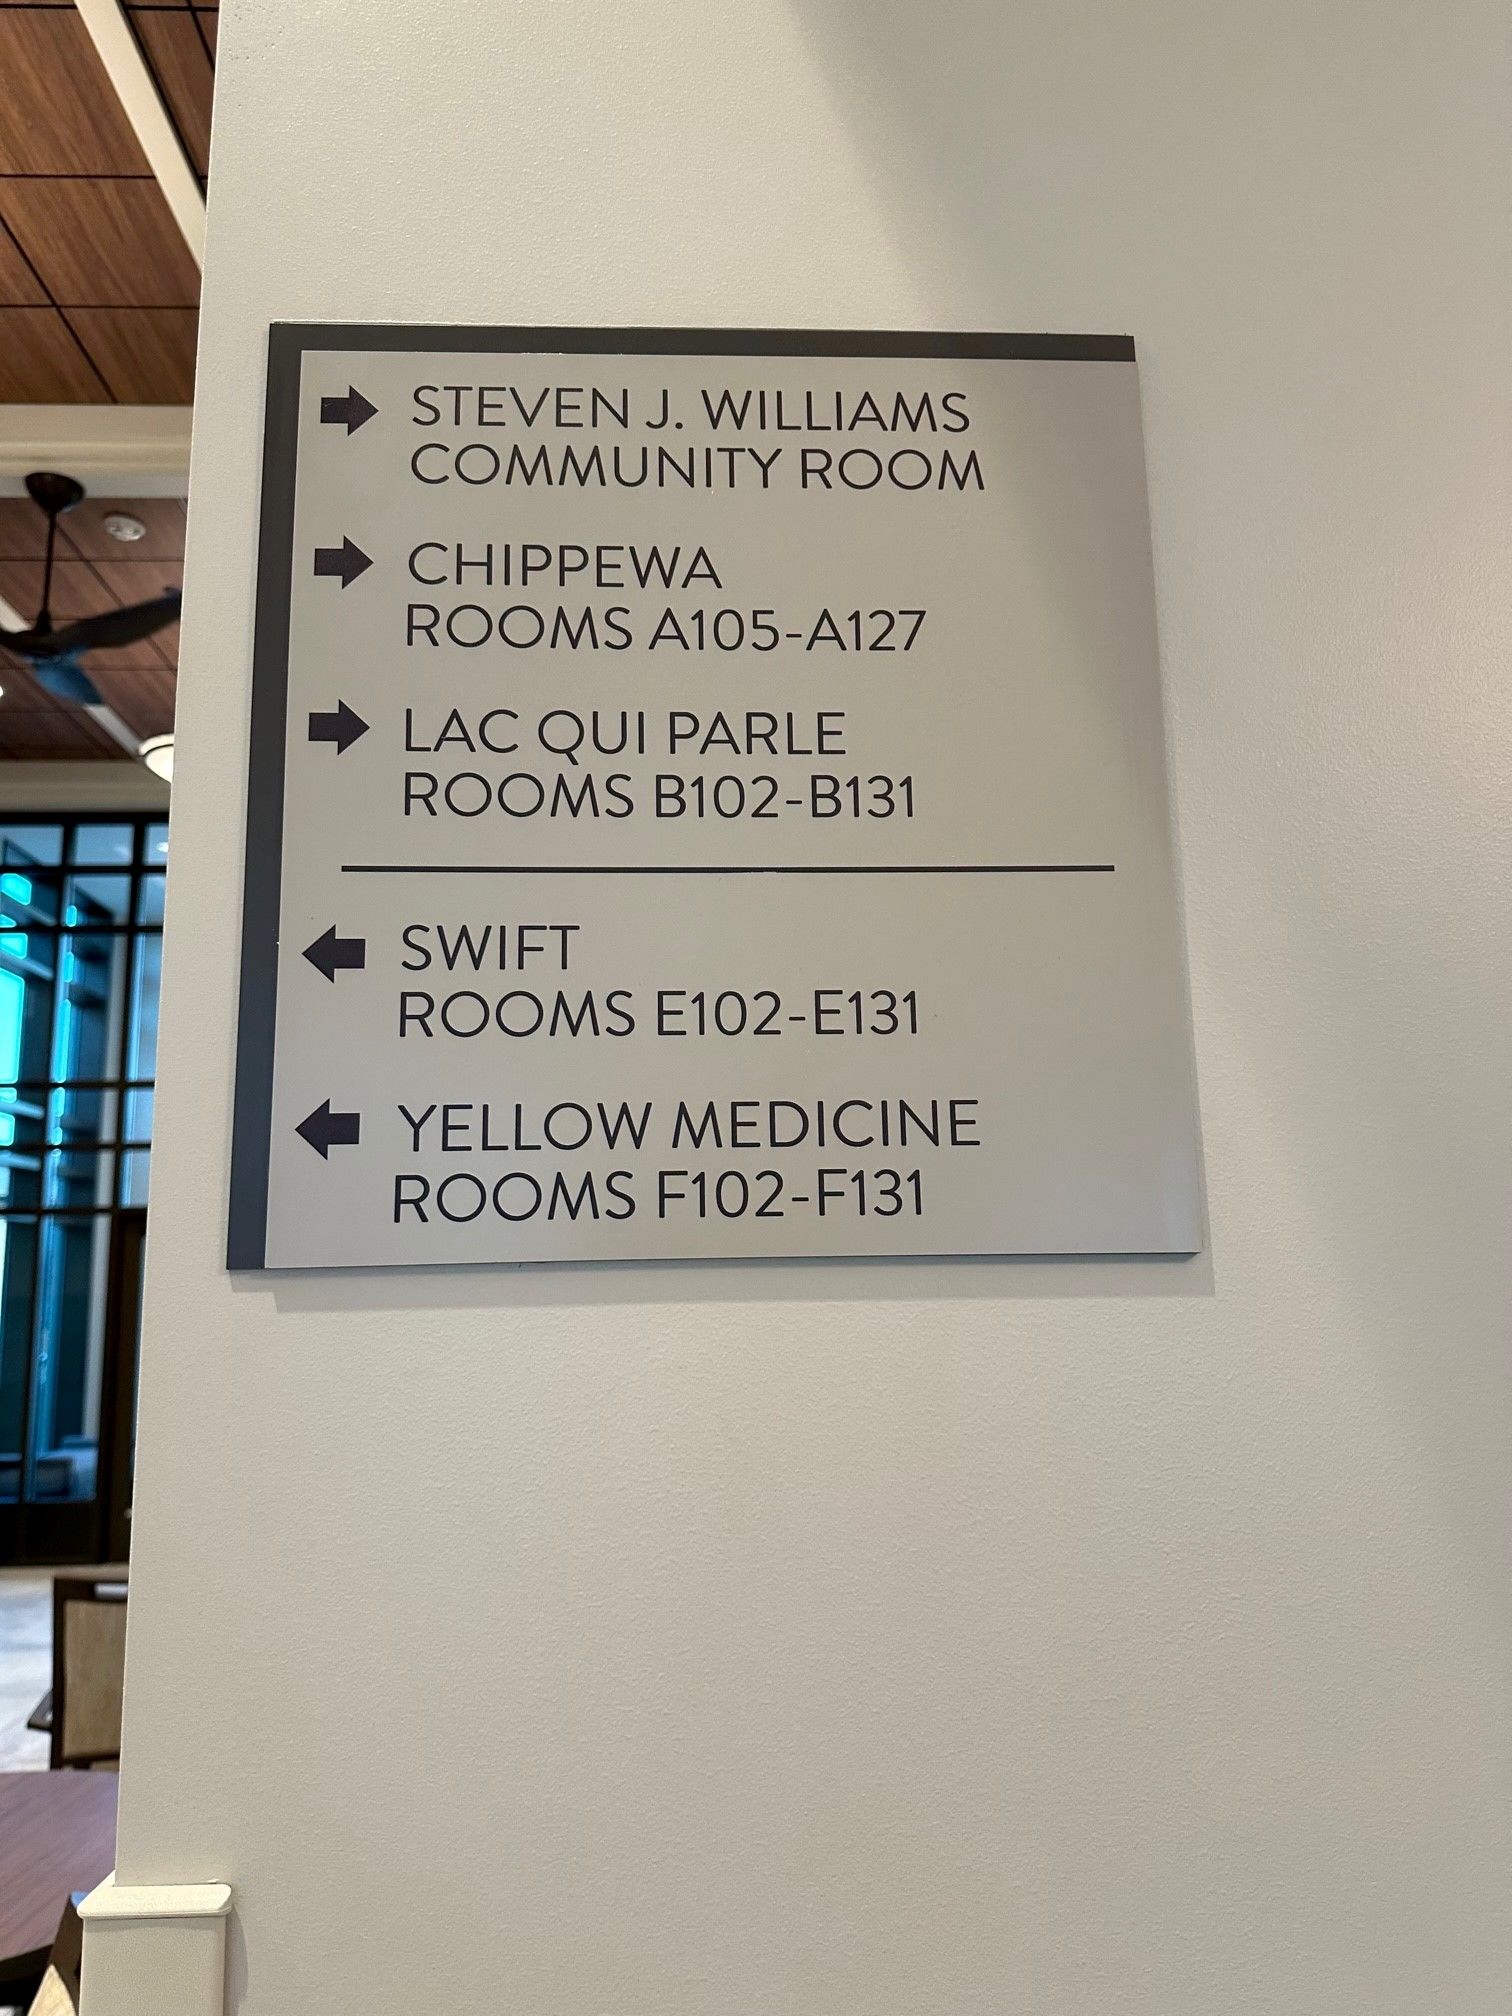 STEVEN J. WILLIAMS
COMMUNITY ROOM
CHIPPEWA
ROOMS A105-A127
LAC QUI PARLE
ROOMS B102-B131
SWIFT
ROOMS E102-E131
YELLOW MEDICINE
ROOMS F102-F131